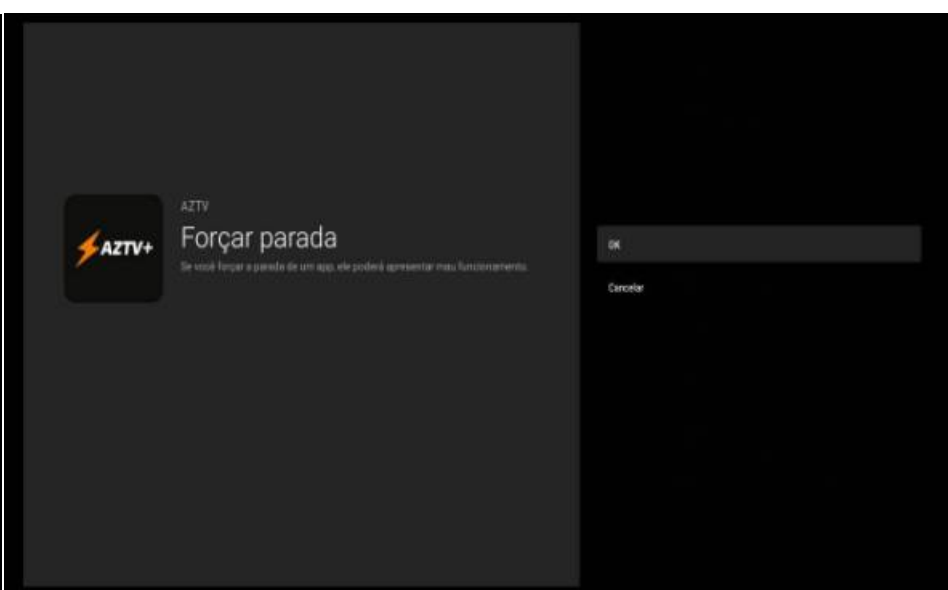 AZTV+
AZTV
Forçar parada
Se você forçar a parada de um app, ele poderá apresentar mau funcionamento.
OK
Cancelar